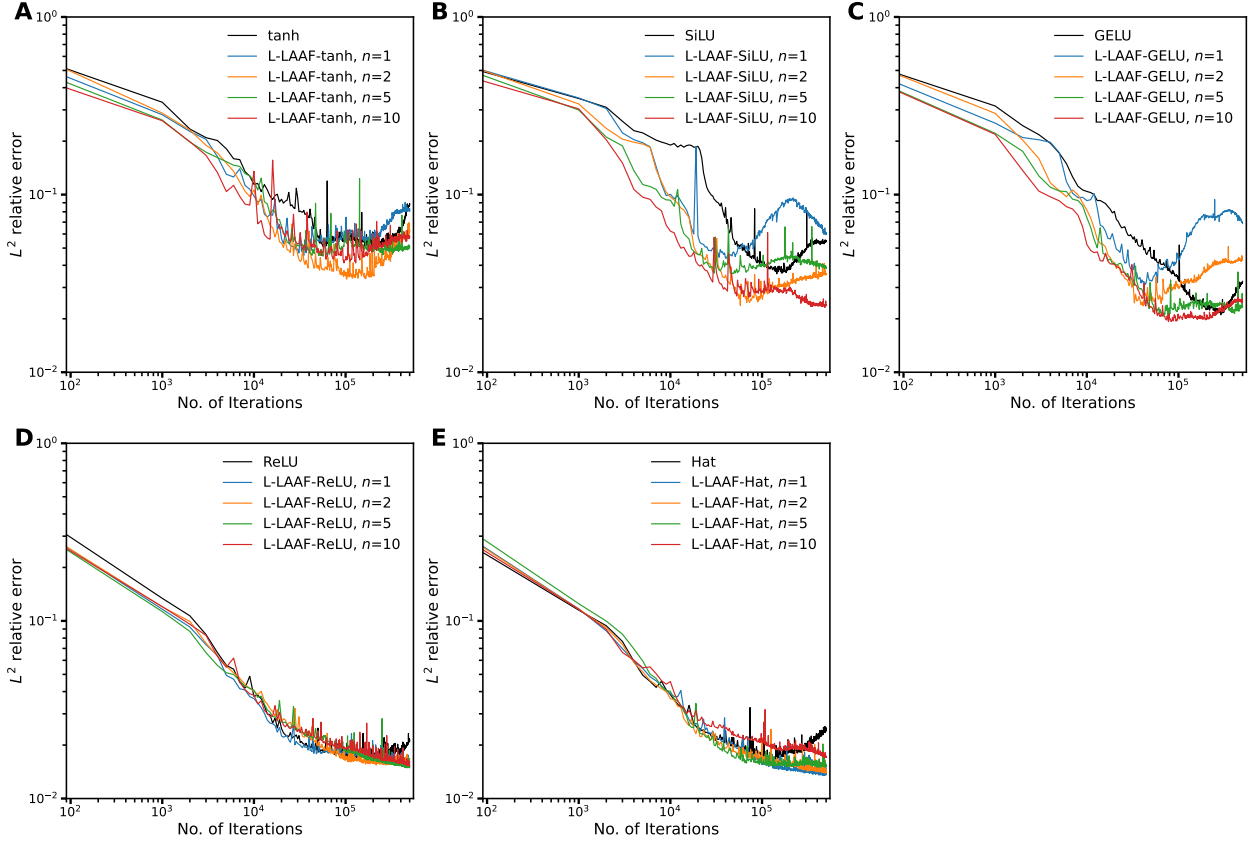 A
10⁰
10⁻¹
10⁻²
L² relative error
tanh
L-LAAF-tanh, n=1
L-LAAF-tanh, n=2
L-LAAF-tanh, n=5
L-LAAF-tanh, n=10
10² 10³ 10⁴ 10⁵
No. of Iterations
B
10⁰
10⁻¹
10⁻²
L² relative error
SiLU
L-LAAF-SiLU, n=1
L-LAAF-SiLU, n=2
L-LAAF-SiLU, n=5
L-LAAF-SiLU, n=10
10² 10³ 10⁴ 10⁵
No. of Iterations
C
10⁰
10⁻¹
10⁻²
L² relative error
GELU
L-LAAF-GELU, n=1
L-LAAF-GELU, n=2
L-LAAF-GELU, n=5
L-LAAF-GELU, n=10
10² 10³ 10⁴ 10⁵
No. of Iterations
D
10⁰
10⁻¹
10⁻²
L² relative error
ReLU
L-LAAF-ReLU, n=1
L-LAAF-ReLU, n=2
L-LAAF-ReLU, n=5
L-LAAF-ReLU, n=10
10² 10³ 10⁴ 10⁵
No. of Iterations
E
10⁰
10⁻¹
10⁻²
L² relative error
Hat
L-LAAF-Hat, n=1
L-LAAF-Hat, n=2
L-LAAF-Hat, n=5
L-LAAF-Hat, n=10
10² 10³ 10⁴ 10⁵
No. of Iterations